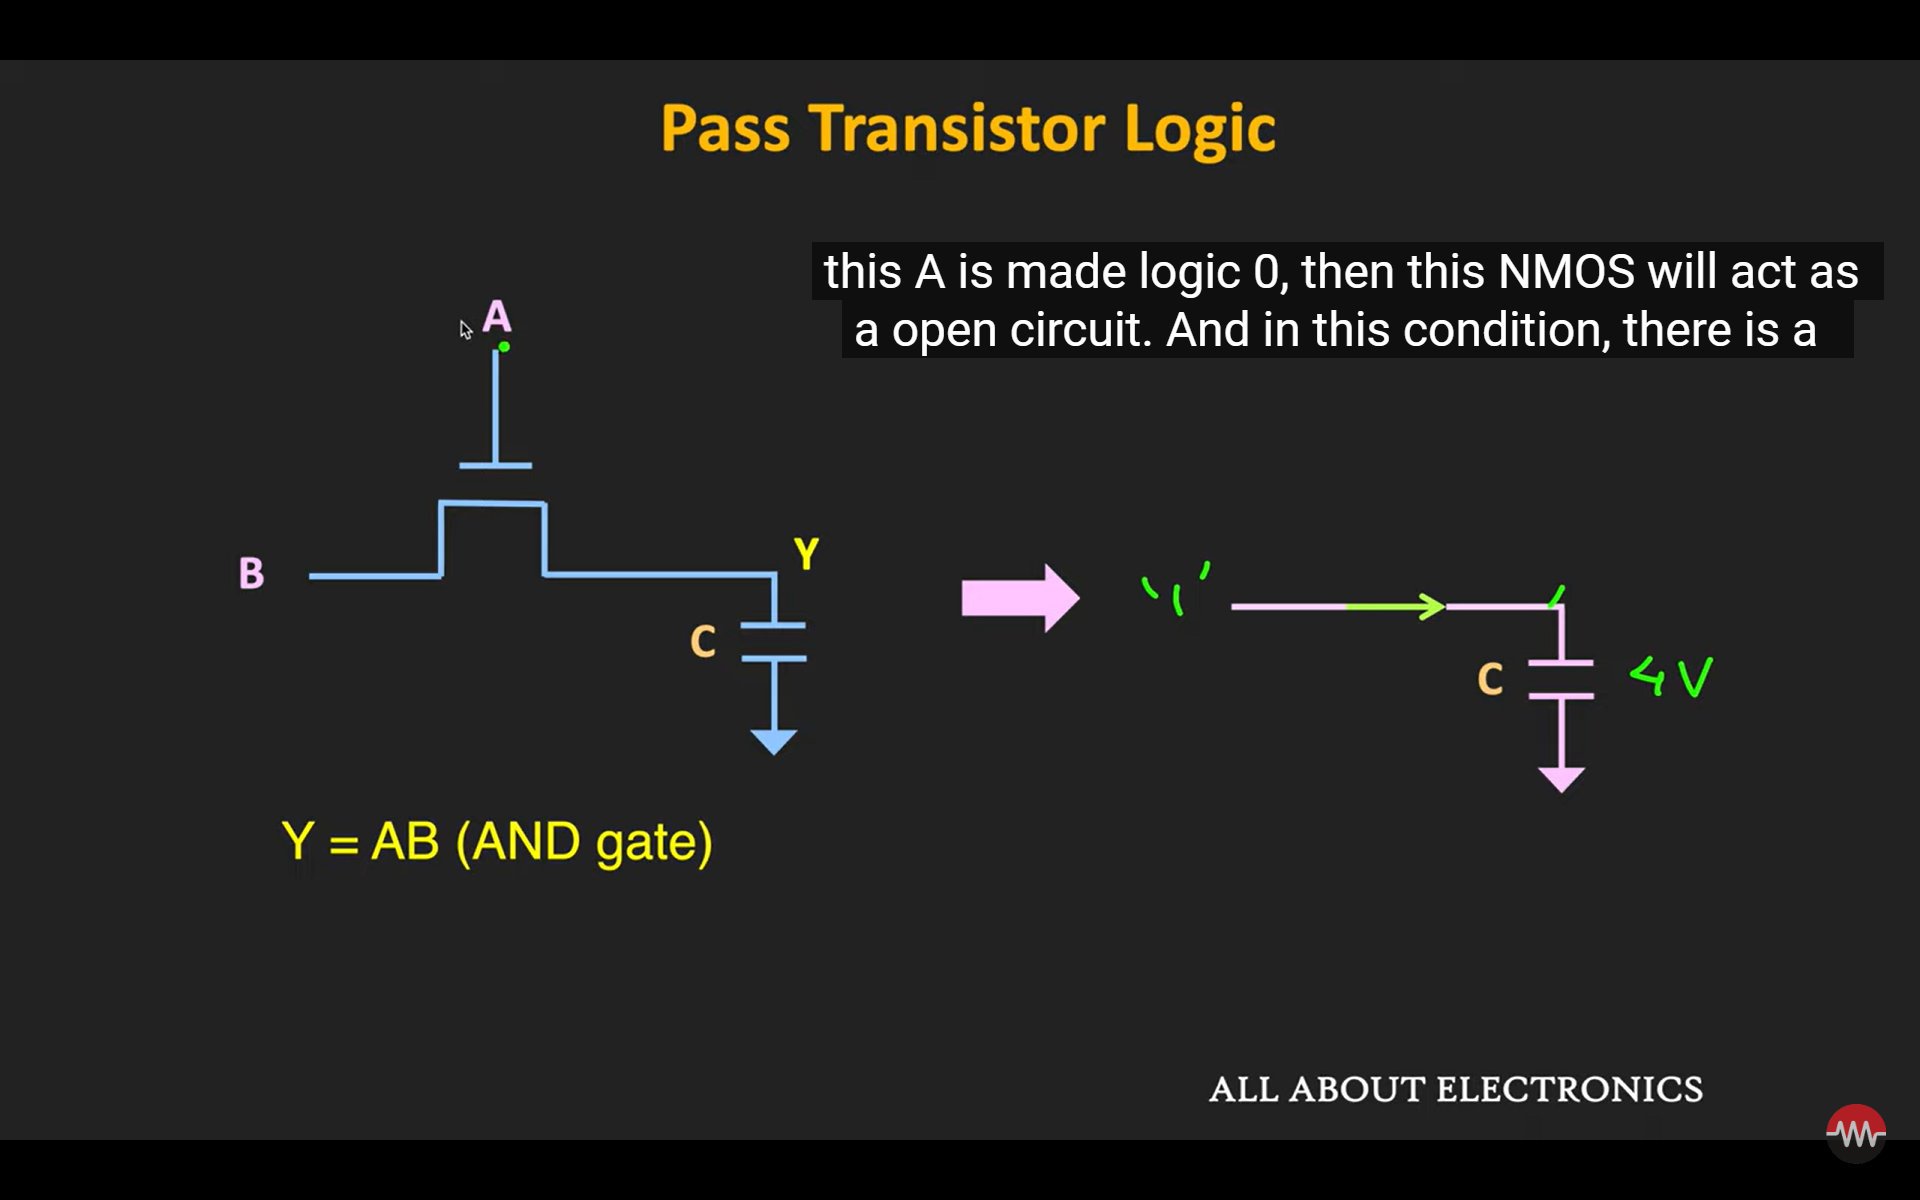 Pass Transistor Logic
this A is made logic 0, then this NMOS will act as
a open circuit. And in this condition, there is a
A
B
Y
C
"1"
C
4V
Y = AB (AND gate)
ALL ABOUT ELECTRONICS